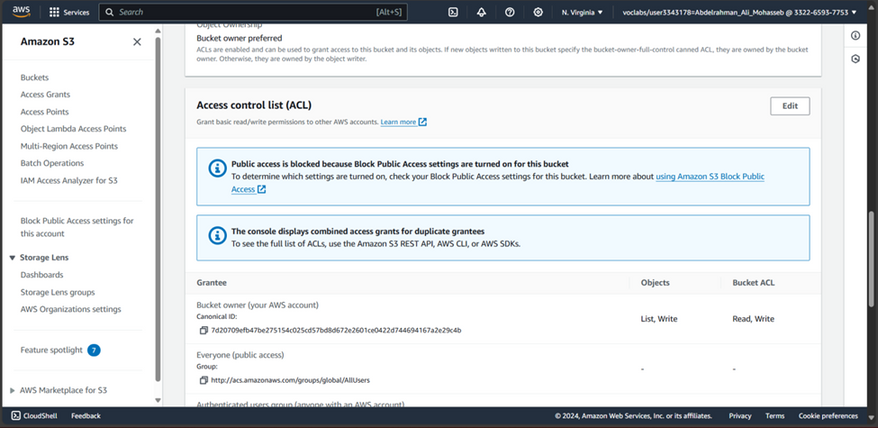 aws
Services
Search
[Alt+S]
N. Virginia
voclabs/user3343178=Abdelrahman_Ali_Mohasseb @ 3322-6593-7753
Amazon S3
Buckets
Access Grants
Access Points
Object Lambda Access Points
Multi-Region Access Points
Batch Operations
IAM Access Analyzer for S3
Block Public Access settings for
this account
Storage Lens
Dashboards
Storage Lens groups
AWS Organizations settings
Feature spotlight 7
AWS Marketplace for S3
Object Ownership
Bucket owner preferred
ACLs are enabled and can be used to grant access to this bucket and its objects. If new objects written to this bucket specify the bucket-owner-full-control canned ACL, they are owned by the bucket
owner. Otherwise, they are owned by the object writer.
Access control list (ACL)
Edit
Grant basic read/write permissions to other AWS accounts. Learn more
Public access is blocked because Block Public Access settings are turned on for this bucket
To determine which settings are turned on, check your Block Public Access settings for this bucket. Learn more about using Amazon S3 Block Public
Access
The console displays combined access grants for duplicate grantees
To see the full list of ACLs, use the Amazon S3 REST API, AWS CLI, or AWS SDKs.
Grantee Objects Bucket ACL
Bucket owner (your AWS account)
Canonical ID:
7d20709efb47be275154c025cd57bd8d672e2601ce0422d744694167a2e29c4b
List, Write Read, Write
Everyone (public access)
Group:
http://acs.amazonaws.com/groups/global/AllUsers
- -
Authenticated users group (anyone with an AWS account)
CloudShell Feedback
© 2024, Amazon Web Services, Inc. or its affiliates. Privacy Terms Cookie preferences